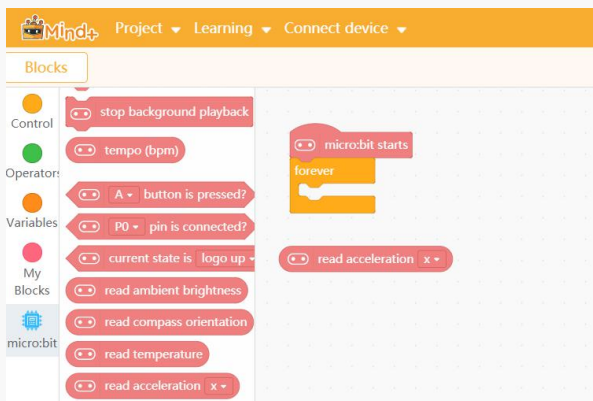 Mind+ Project Learning Connect device
Blocks
Control
Operators
Variables
My
Blocks
micro:bit
stop background playback
tempo (bpm)
A button is pressed?
P0 pin is connected?
current state is logo up
read ambient brightness
read compass orientation
read temperature
read acceleration x
micro:bit starts
forever
read acceleration x